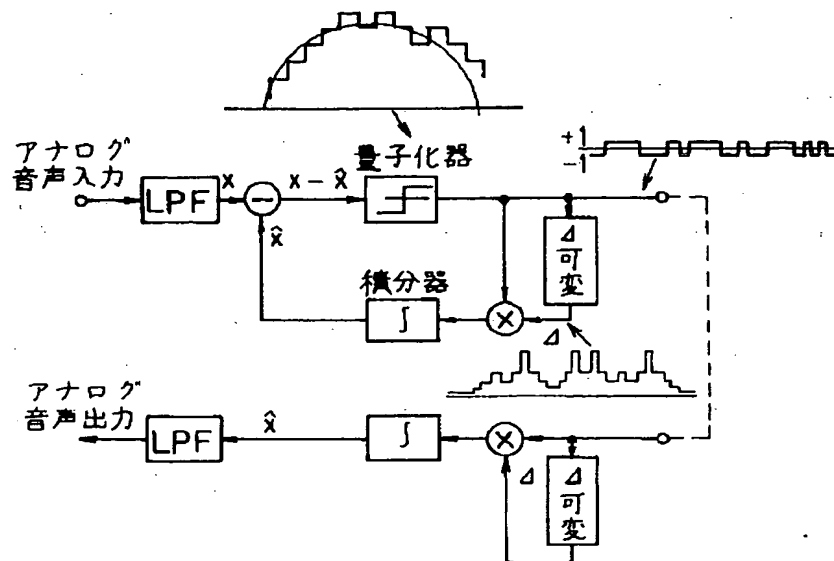 アナログ
音声入力
LPF
x
−
x − x̂
量子化器
+1
−1
x̂
積分器
∫
×
Δ
Δ
可
変
アナログ
音声出力
LPF
x̂
∫
×
Δ
Δ
可
変